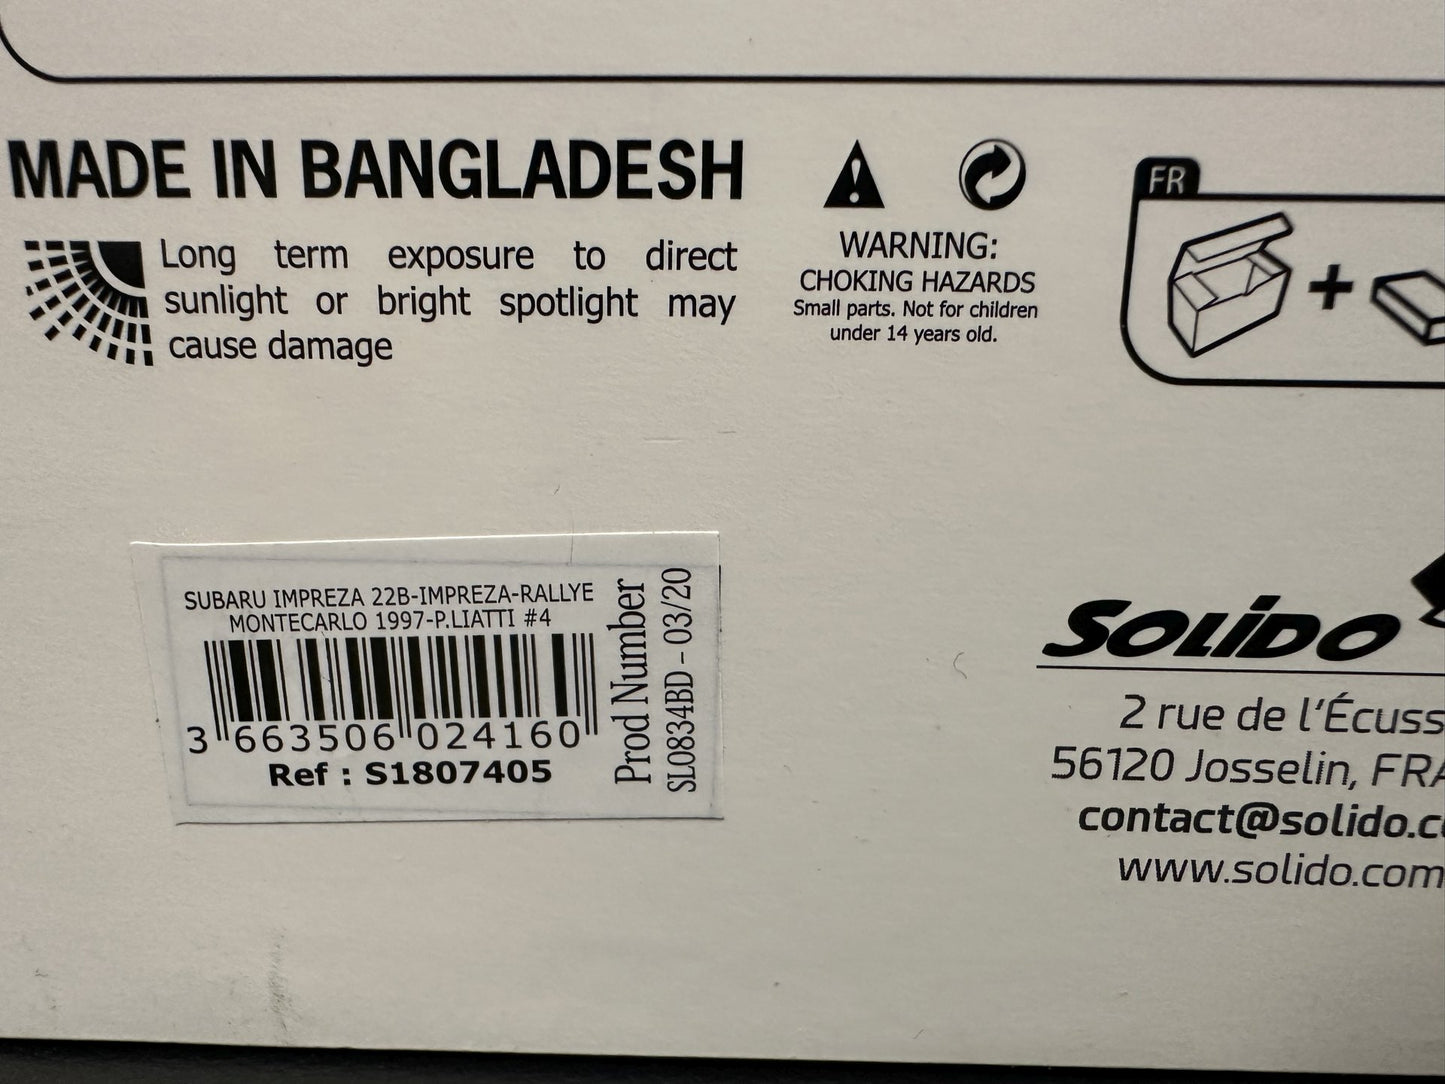 MADE IN BANGLADESH
Long term exposure to direct
sunlight or bright spotlight may
cause damage
WARNING:
CHOKING HAZARDS
Small parts. Not for children
under 14 years old.
FR
+
SUBARU IMPREZA 22B-IMPREZA-RALLYE
MONTECARLO 1997-P.LIATTI #4
3 663506 024160
Ref : S1807405
Prod Number
SL0834BD - 03/20
SOLIDO
2 rue de l'Écuss
56120 Josselin, FRA
contact@solido.c
www.solido.com